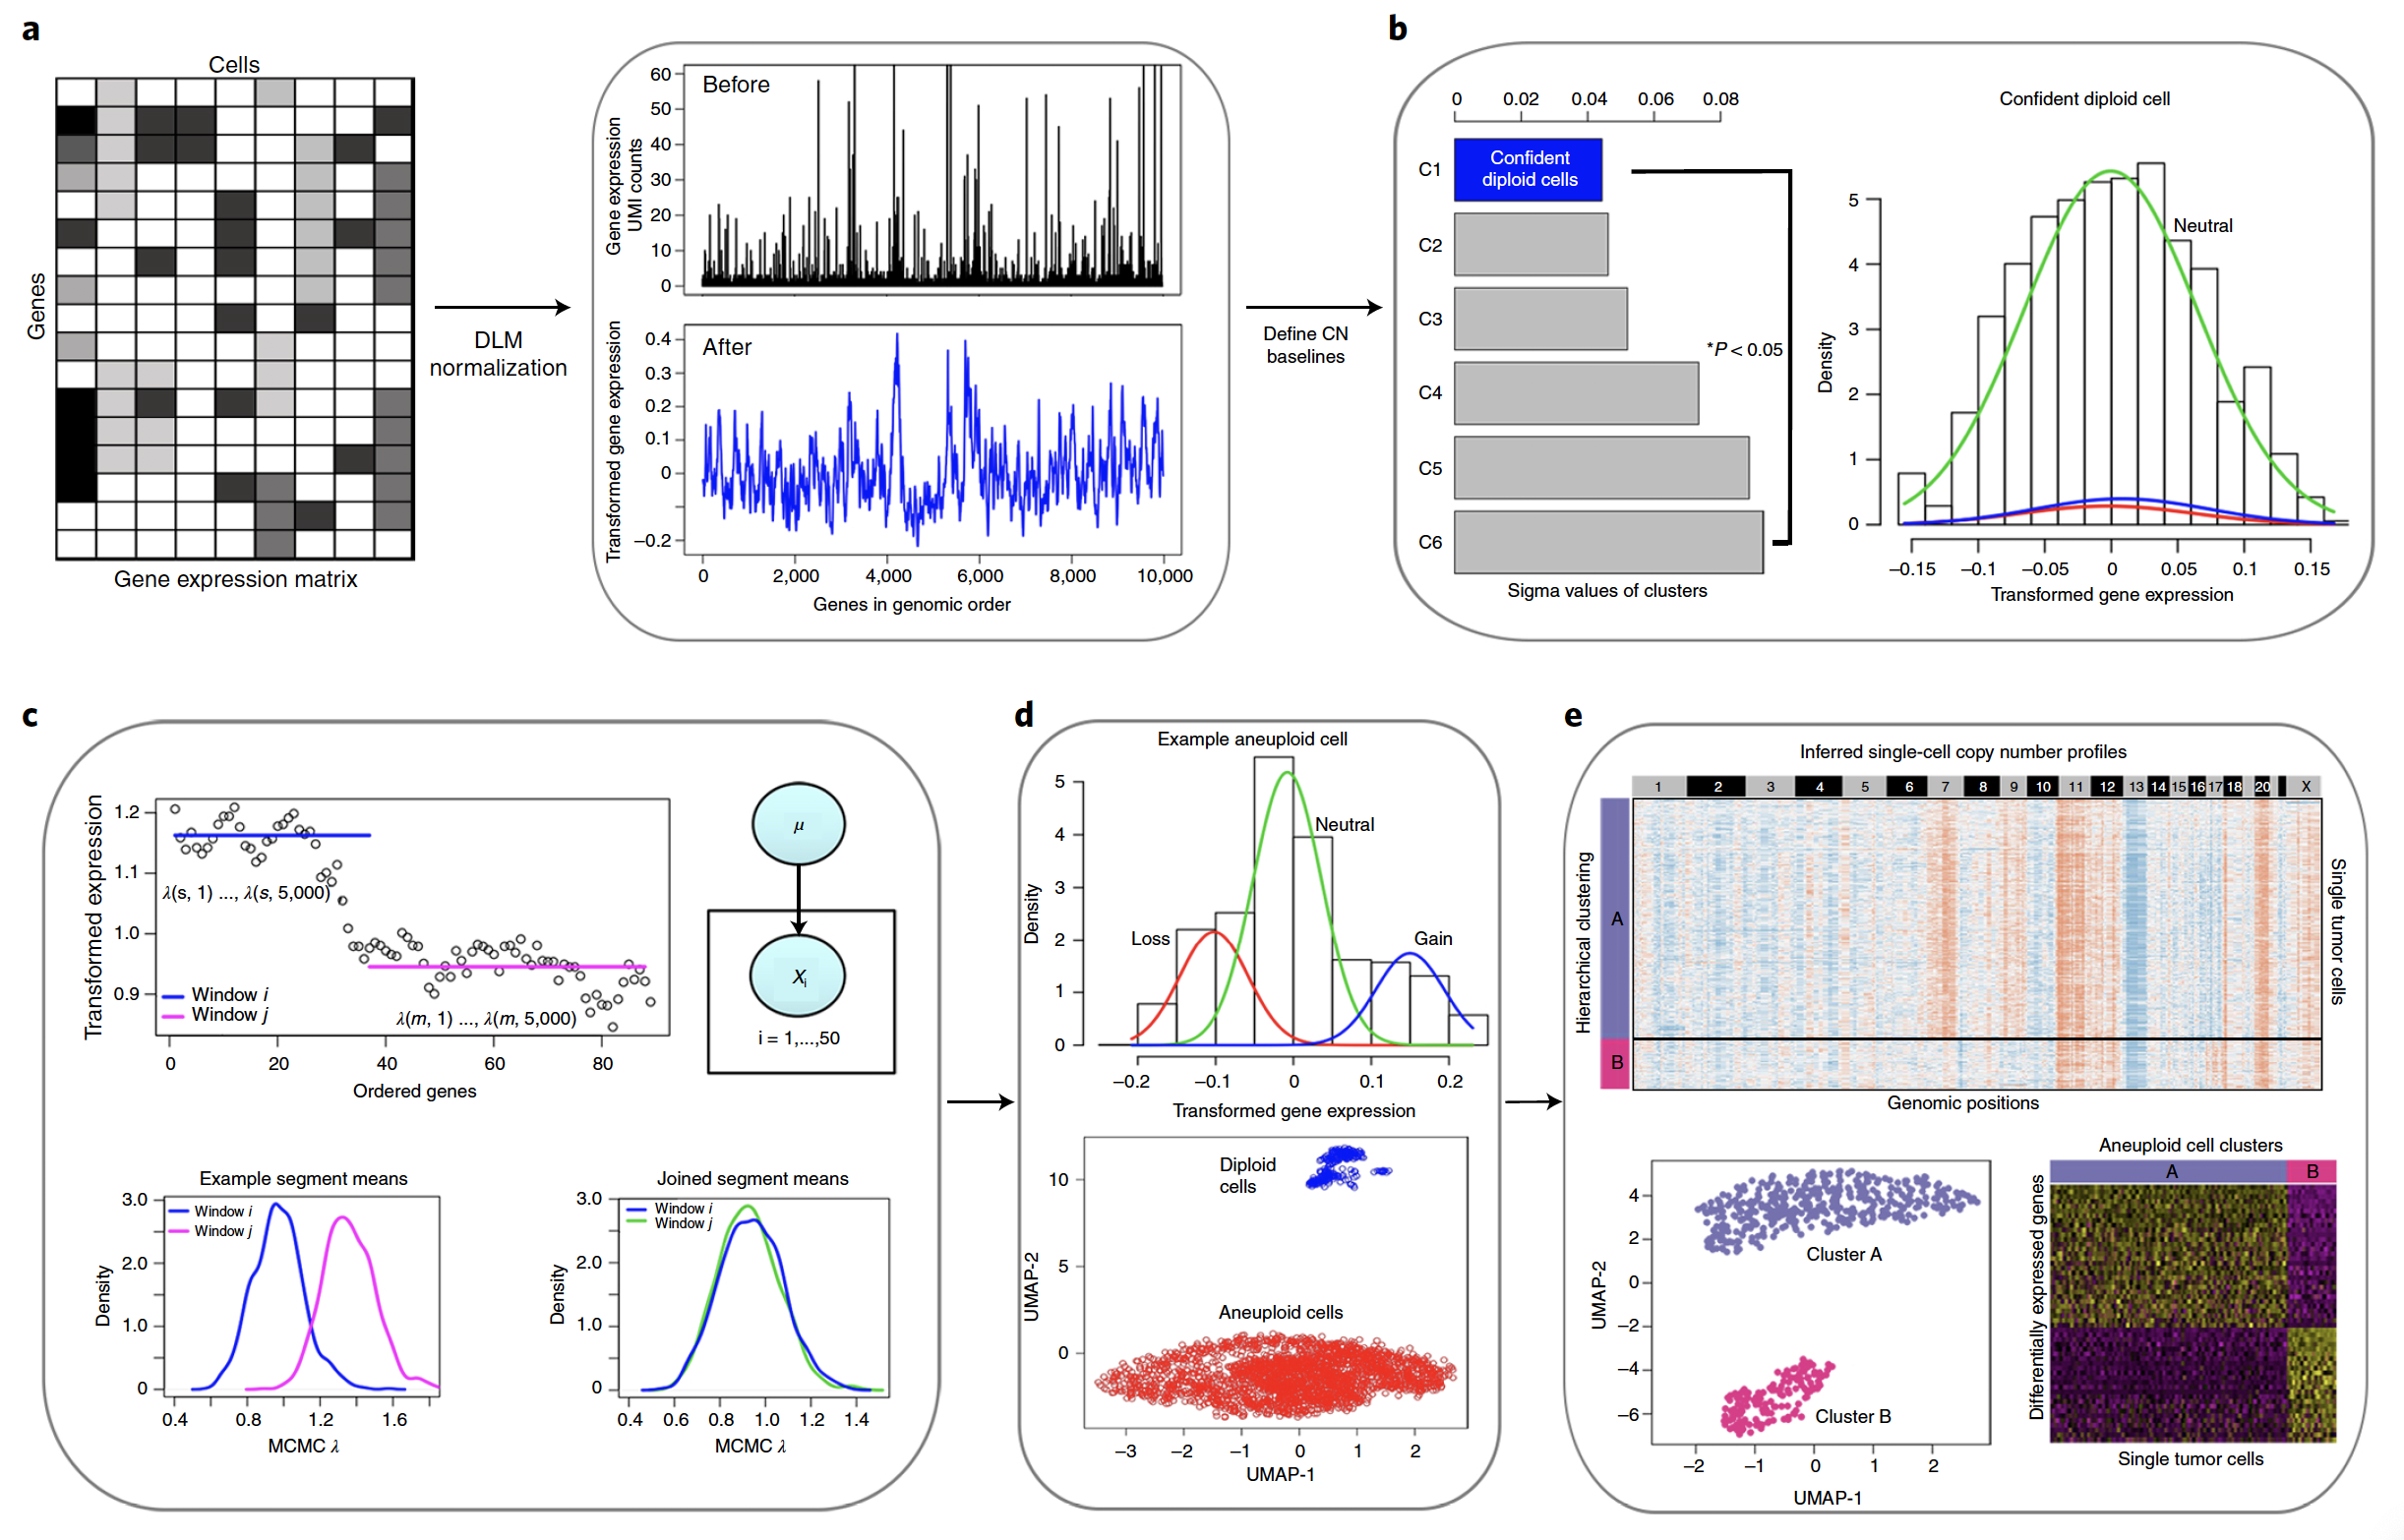 a
Cells
Genes
Gene expression matrix
DLM
normalization
Before
Gene expression
UMI counts
60
50
40
30
20
10
0
After
Transformed gene expression
0.4
0.3
0.2
0.1
0
−0.2
0 2,000 4,000 6,000 8,000 10,000
Genes in genomic order
Define CN
baselines
b
0 0.02 0.04 0.06 0.08
C1
Confident
diploid cells
C2
C3
C4
C5
C6
*P < 0.05
Sigma values of clusters
Confident diploid cell
Neutral
Density
5
4
3
2
1
0
−0.15 −0.1 −0.05 0 0.05 0.1 0.15
Transformed gene expression
c
Transformed expression
1.2
1.1
1.0
0.9
λ(s, 1) ..., λ(s, 5,000)
Window i
Window j
λ(m, 1) ..., λ(m, 5,000)
0 20 40 60 80
Ordered genes
μ
Xi
i = 1,...,50
Example segment means
Window i
Window j
Density
3.0
2.0
1.0
0
0.4 0.8 1.2 1.6
MCMC λ
Joined segment means
Window i
Window j
Density
3.0
2.0
1.0
0
0.4 0.6 0.8 1.0 1.2 1.4
MCMC λ
d
Example aneuploid cell
Neutral
Loss
Gain
Density
5
4
3
2
1
0
−0.2 −0.1 0 0.1 0.2
Transformed gene expression
Diploid
cells
Aneuploid cells
UMAP-2
10
5
0
−3 −2 −1 0 1 2
UMAP-1
e
Inferred single-cell copy number profiles
1 2 3 4 5 6 7 8 9 10 11 12 13 14 15 16 17 18 20 X
Hierarchical clustering
A
B
Single tumor cells
Genomic positions
UMAP-2
4
2
0
−2
−4
−6
Cluster A
Cluster B
−2 −1 0 1 2
UMAP-1
Aneuploid cell clusters
A B
Differentially expressed genes
Single tumor cells